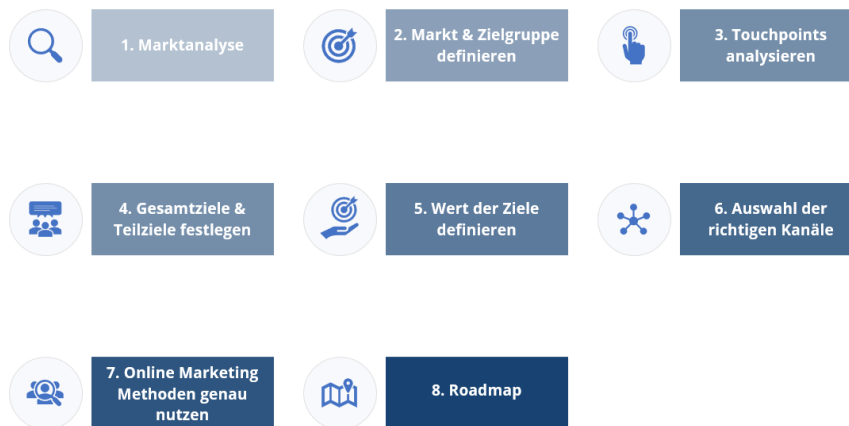 1. Marktanalyse
2. Markt & Zielgruppe
definieren
3. Touchpoints
analysieren
4. Gesamtziele &
Teilziele festlegen
5. Wert der Ziele
definieren
6. Auswahl der
richtigen Kanäle
7. Online Marketing
Methoden genau
nutzen
8. Roadmap